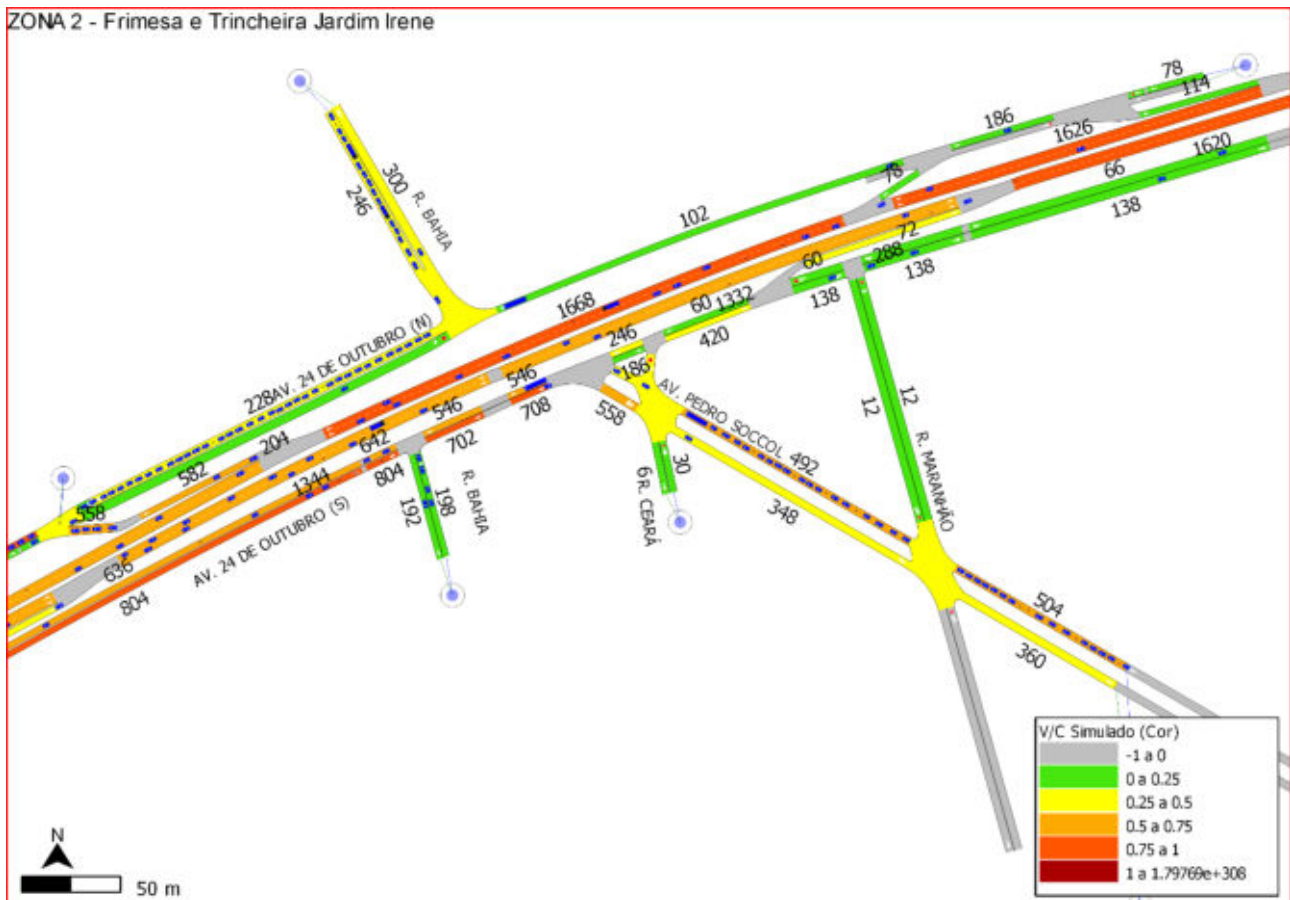 ZONA 2 - Frimesa e Trincheira Jardim Irene
78
114
186
1626
1620
78
66
300
246
R. BAHIA
102
138
72
288
138
60
138
1668
60
1332
420
246
186
AV. 24 DE OUTUBRO (N)
228
546
708
558
AV. PEDRO SOCCOL
492
12
12
R. MARANHÃO
204
582
546
642
702
1344
804
R. BAHIA
198
192
30
6
R. CEARÁ
348
558
AV. 24 DE OUTUBRO (S)
636
804
504
360
V/C Simulado (Cor)
-1 a 0
0 a 0.25
0.25 a 0.5
0.5 a 0.75
0.75 a 1
1 a 1.79769e+308
N
50 m